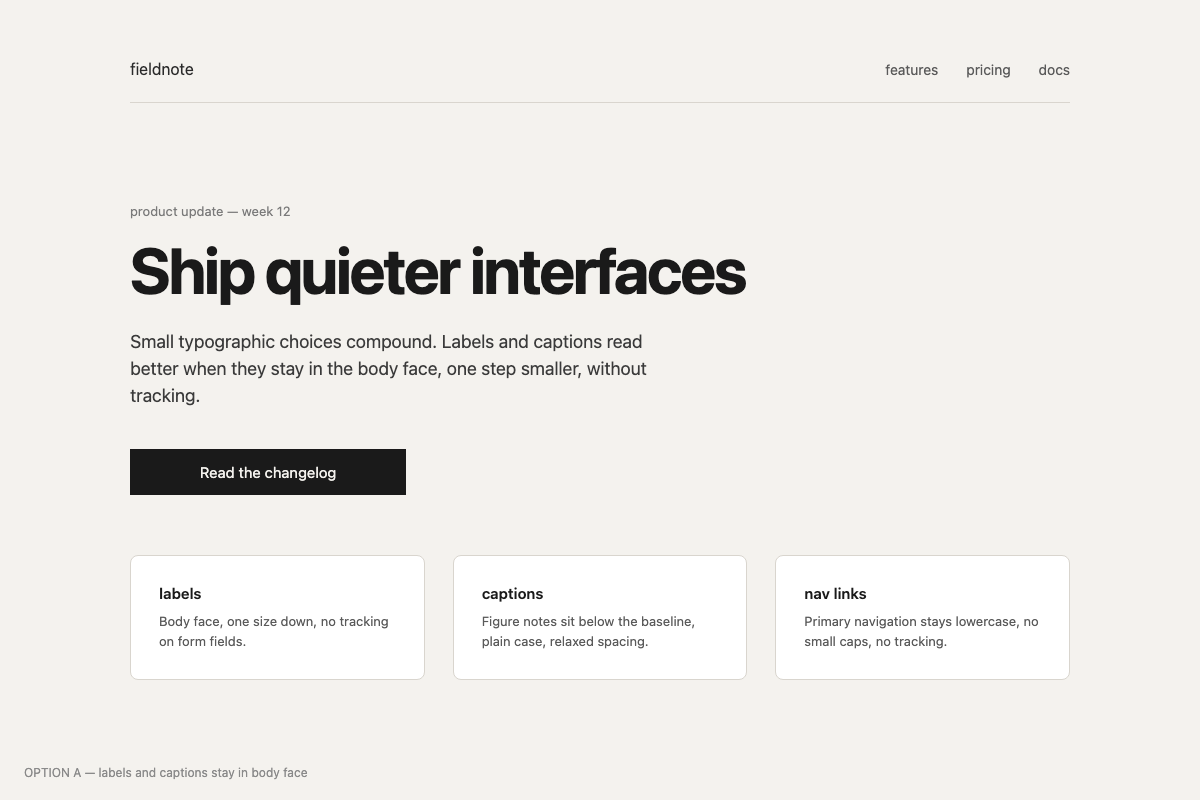 fieldnote
features pricing docs
product update — week 12
Ship quieter interfaces
Small typographic choices compound. Labels and captions read
better when they stay in the body face, one step smaller, without
tracking.
Read the changelog
labels
Body face, one size down, no tracking
on form fields.
captions
Figure notes sit below the baseline,
plain case, relaxed spacing.
nav links
Primary navigation stays lowercase, no
small caps, no tracking.
OPTION A — labels and captions stay in body face